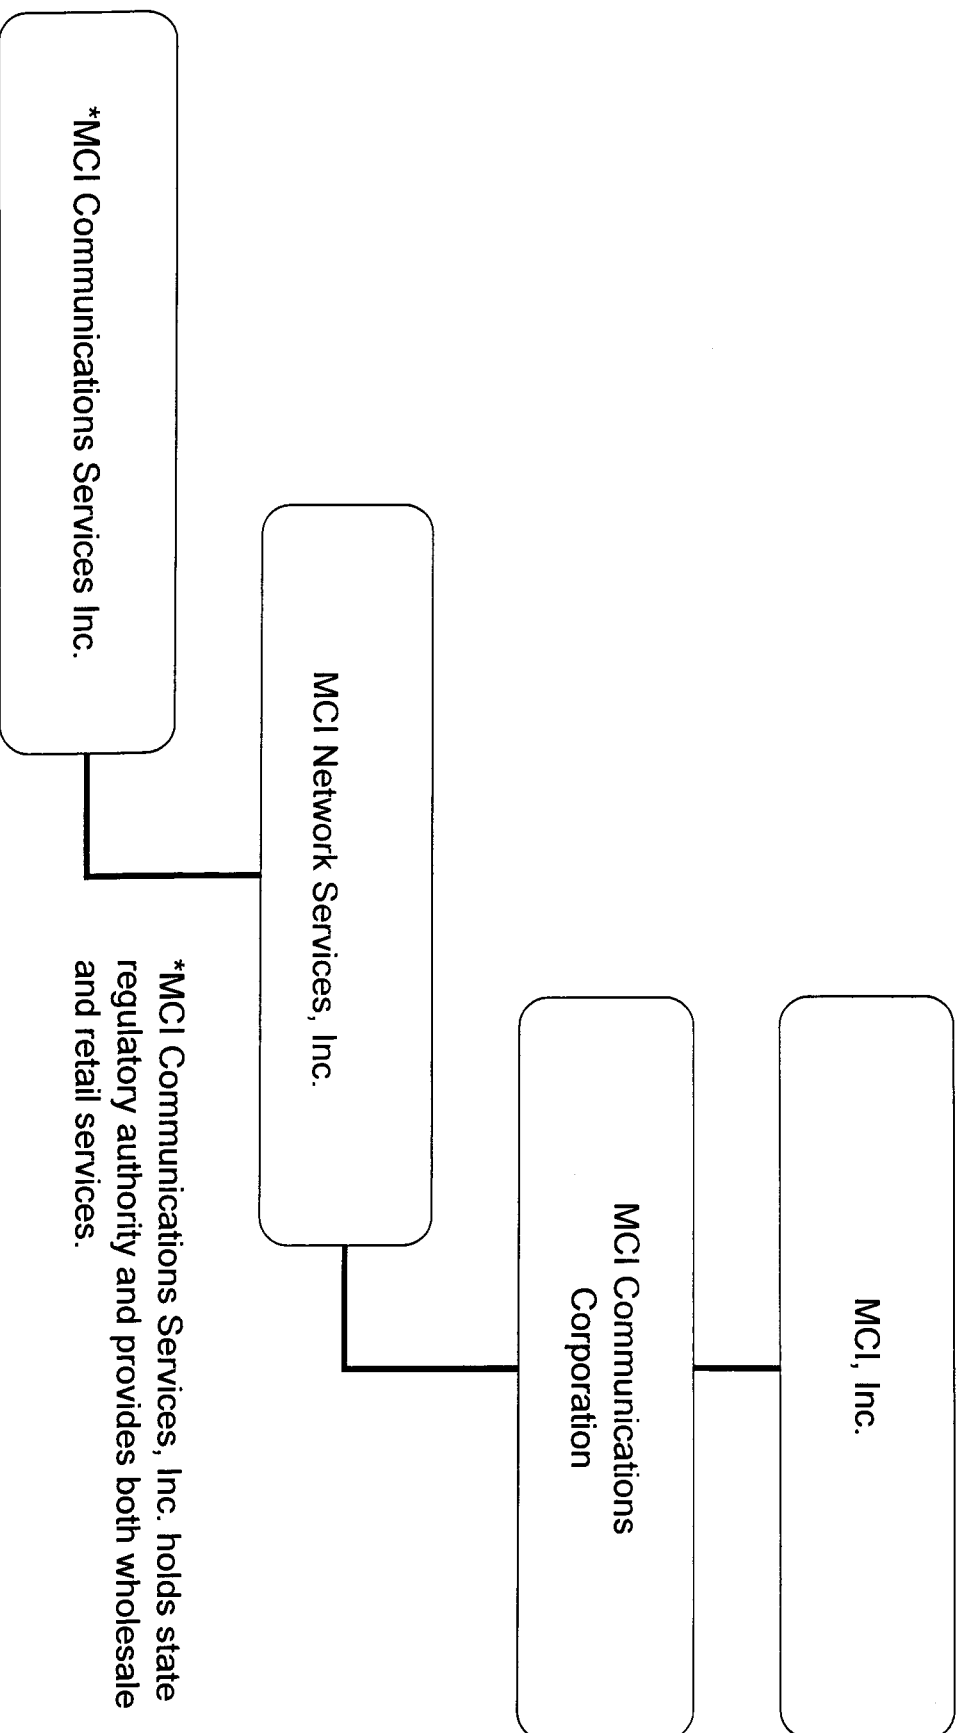 MCI, Inc.
MCI Communications
Corporation
MCI Network Services, Inc.
*MCI Communications Services Inc.
*MCI Communications Services, Inc. holds state
regulatory authority and provides both wholesale
and retail services.